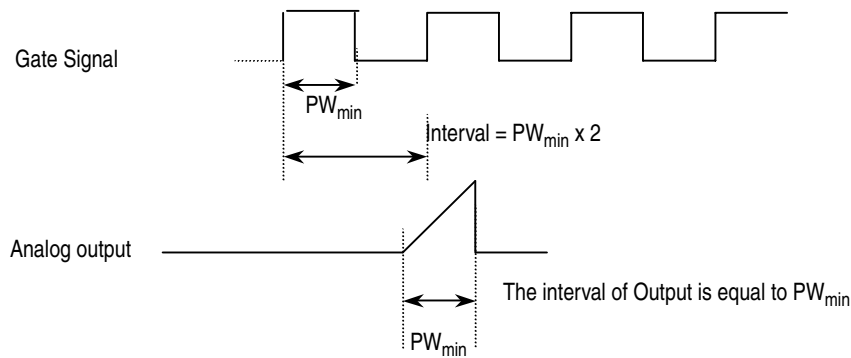 Gate Signal
PWmin
Interval = PWmin x 2
Analog output
The interval of Output is equal to PWmin
PWmin